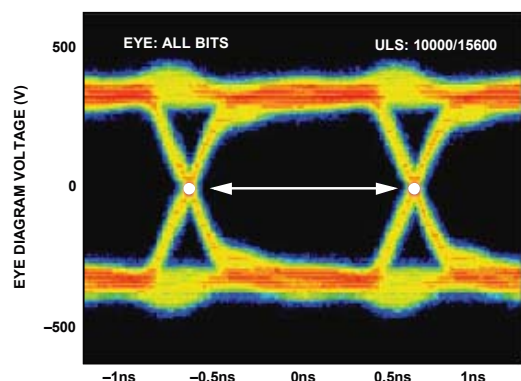 EYE DIAGRAM VOLTAGE (V)
500
0
–500
EYE: ALL BITS
ULS: 10000/15600
–1ns
–0.5ns
0ns
0.5ns
1ns